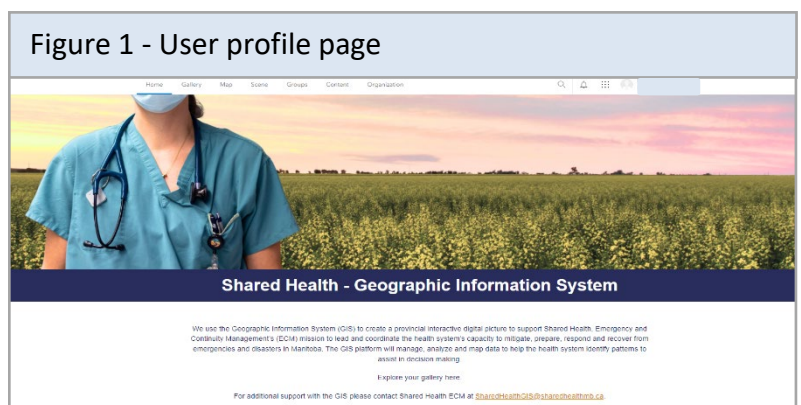 Figure 1 - User profile page
Home Gallery Map Scene Groups Content Organization
Shared Health - Geographic Information System
We use the Geographic Information System (GIS) to create a provincial interactive digital picture to support Shared Health. Emergency and
Continuity Management's (ECM) mission to lead and coordinate the health system's capacity to mitigate, prepare, respond and recover from
emergencies and disasters in Manitoba. The GIS platform will manage, analyze and map data to help the health system identify patterns to
assist in decision making
Explore your gallery here
For additional support with the GIS please contact Shared Health ECM at SharedHealthGIS@sharedhealthmb.ca.